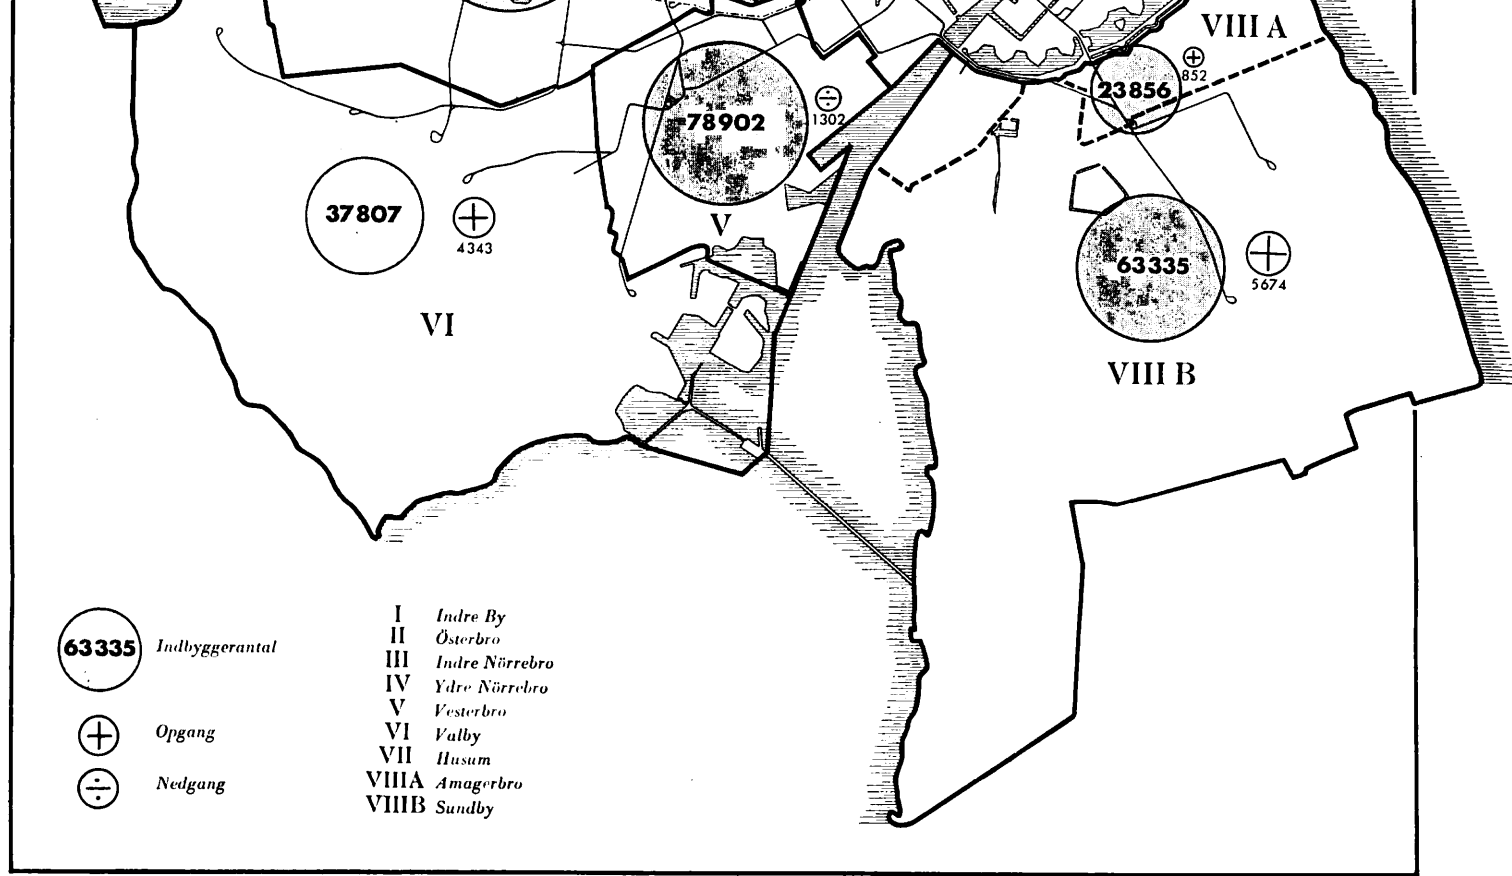 VIII A
852
23856
78902
1302
37807
4343
V
63335
5674
VI
VIII B
63335 Indbyggerantal
Opgang
Nedgang
I Indre By
II Österbro
III Indre Nörrebro
IV Ydre Nörrebro
V Vesterbro
VI Valby
VII Husum
VIIIA Amagerbro
VIIIB Sundby